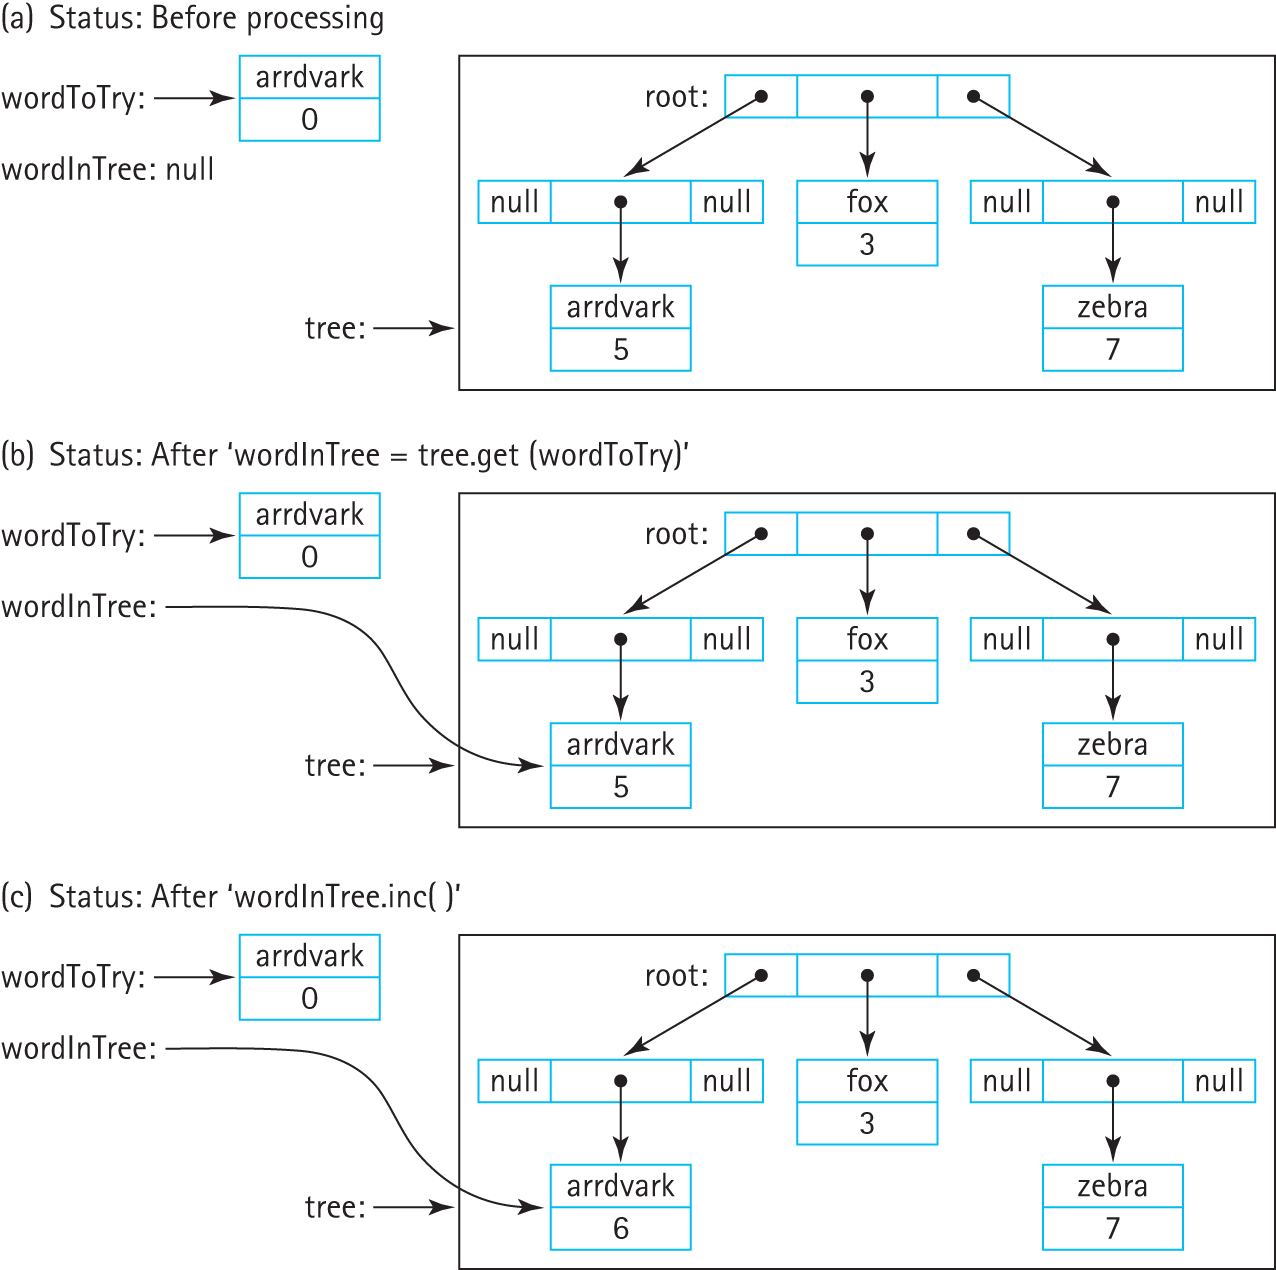 (a) Status: Before processing
arrdvark
wordToTry:
0
root:
wordInTree: null
null
null
fox
3
null
null
arrdvark
5
zebra
7
tree:
(b) Status: After ‘wordInTree = tree.get (wordToTry)’
arrdvark
wordToTry:
0
root:
wordInTree:
null
null
fox
3
null
null
arrdvark
5
zebra
7
tree:
(c) Status: After ‘wordInTree.inc( )’
arrdvark
wordToTry:
0
root:
wordInTree:
null
null
fox
3
null
null
arrdvark
6
zebra
7
tree: